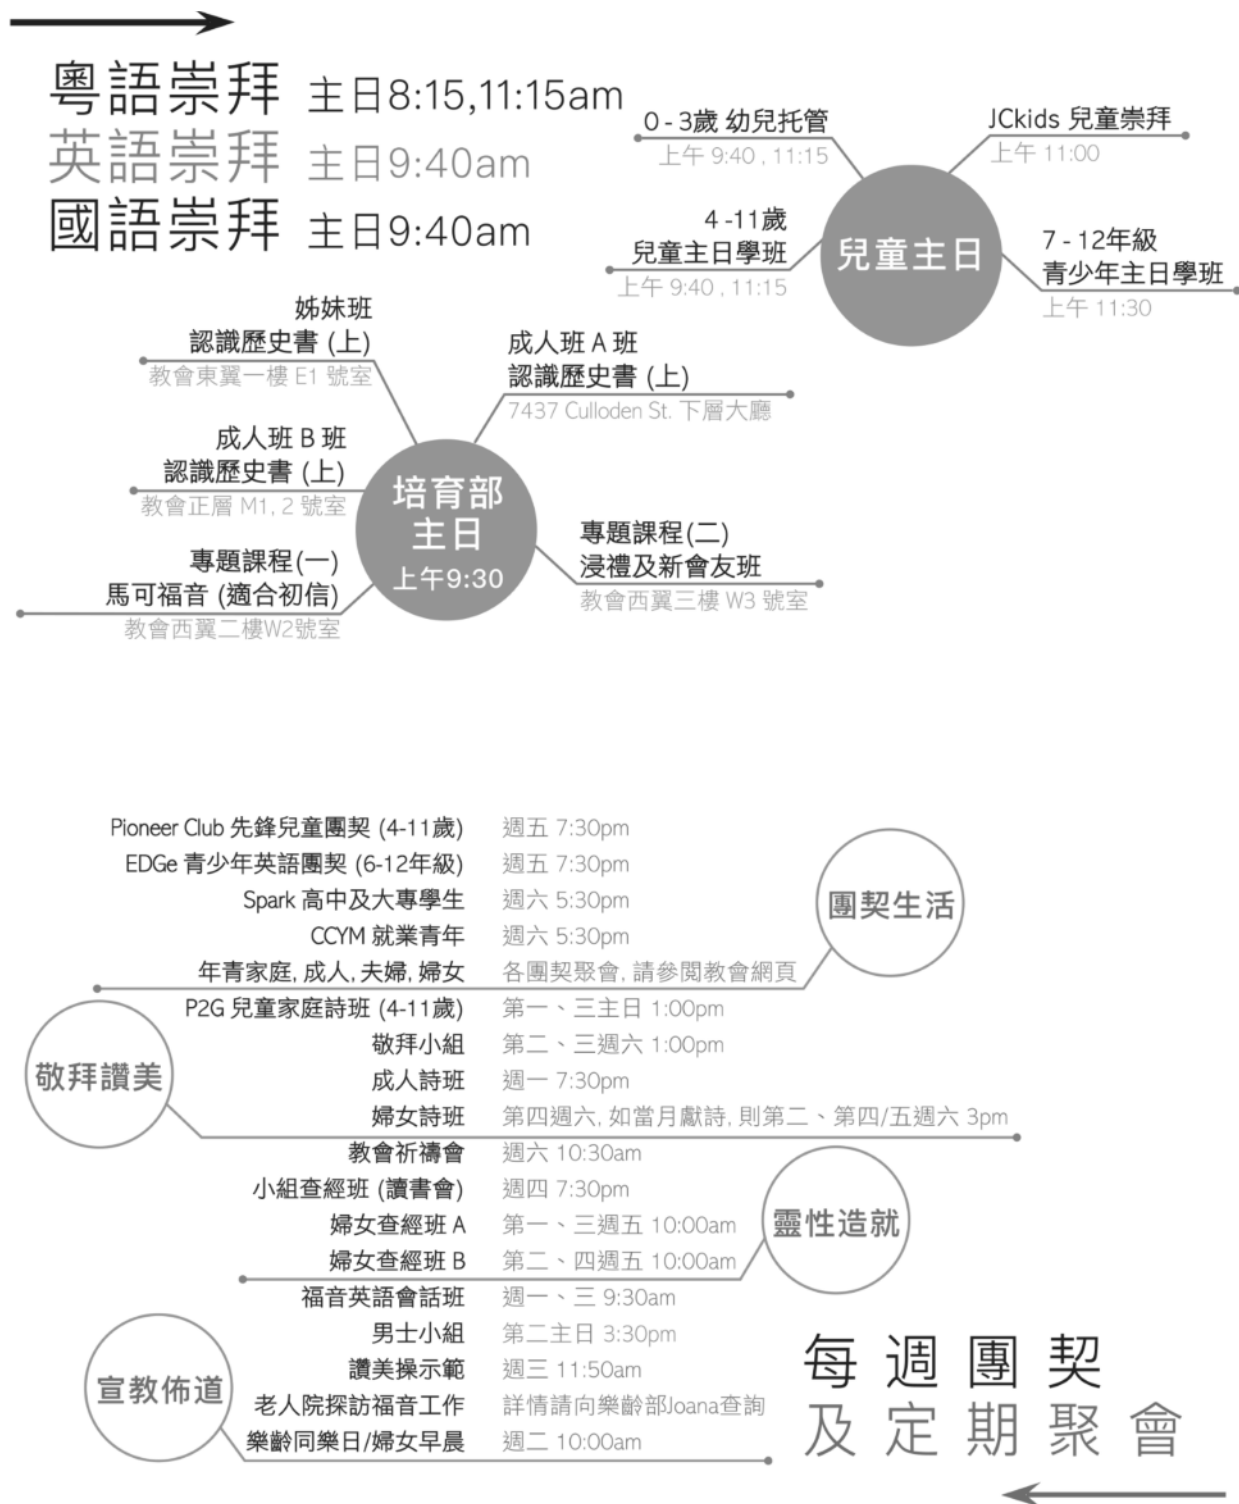 粵語崇拜 主日8:15,11:15am
英語崇拜 主日9:40am
國語崇拜 主日9:40am
0 - 3歲 幼兒托管
上午 9:40 , 11:15
JCkids 兒童崇拜
上午 11:00
4 -11歲
兒童主日學班
上午 9:40 , 11:15
兒童主日
7 - 12年級
青少年主日學班
上午 11:30
姊妹班
認識歷史書 (上)
教會東翼一樓 E1 號室
成人班 A 班
認識歷史書 (上)
7437 Culloden St. 下層大廳
成人班 B 班
認識歷史書 (上)
教會正層 M1, 2 號室
培育部
主日
上午9:30
專題課程(一)
馬可福音 (適合初信)
教會西翼二樓W2號室
專題課程(二)
浸禮及新會友班
教會西翼三樓 W3 號室
Pioneer Club 先鋒兒童團契 (4-11歲) 週五 7:30pm
EDGe 青少年英語團契 (6-12年級) 週五 7:30pm
Spark 高中及大專學生 週六 5:30pm
CCYM 就業青年 週六 5:30pm
年青家庭, 成人, 夫婦, 婦女 各團契聚會, 請參閱教會網頁
團契生活
P2G 兒童家庭詩班 (4-11歲) 第一、三主日 1:00pm
敬拜小組 第二、三週六 1:00pm
成人詩班 週一 7:30pm
婦女詩班 第四週六, 如當月獻詩, 則第二、第四/五週六 3pm
敬拜讚美
教會祈禱會 週六 10:30am
小組查經班 (讀書會) 週四 7:30pm
婦女查經班 A 第一、三週五 10:00am
婦女查經班 B 第二、四週五 10:00am
靈性造就
福音英語會話班 週一、三 9:30am
男士小組 第二主日 3:30pm
讚美操示範 週三 11:50am
老人院探訪福音工作 詳情請向樂齡部Joana查詢
樂齡同樂日/婦女早晨 週二 10:00am
宣教佈道
每週團契
及定期聚會